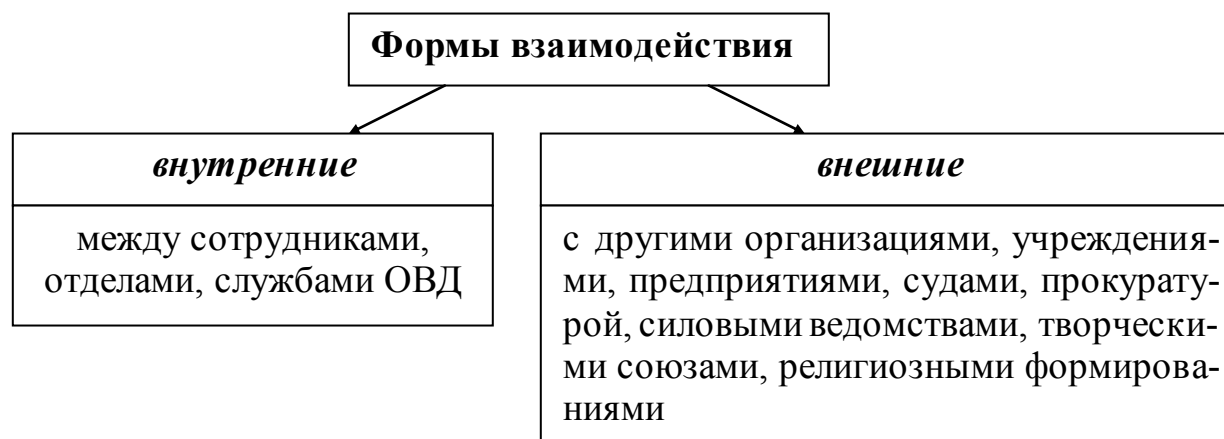 Формы взаимодействия
внутренние
между сотрудниками,
отделами, службами ОВД
внешние
с другими организациями, учреждения-
ми, предприятиями, судами, прокурату-
рой, силовыми ведомствами, творчески-
ми союзами, религиозными формирова-
ниями